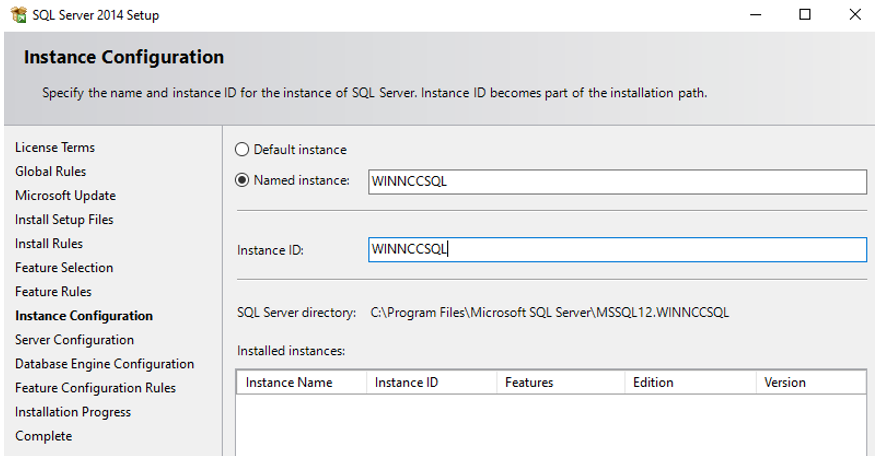 SQL Server 2014 Setup
Instance Configuration
Specify the name and instance ID for the instance of SQL Server. Instance ID becomes part of the installation path.
License Terms
Global Rules
Microsoft Update
Install Setup Files
Install Rules
Feature Selection
Feature Rules
Instance Configuration
Server Configuration
Database Engine Configuration
Feature Configuration Rules
Installation Progress
Complete
Default instance
Named instance: WINNCCSQL
Instance ID: WINNCCSQL
SQL Server directory: C:\Program Files\Microsoft SQL Server\MSSQL12.WINNCCSQL
Installed instances:
Instance Name Instance ID Features Edition Version